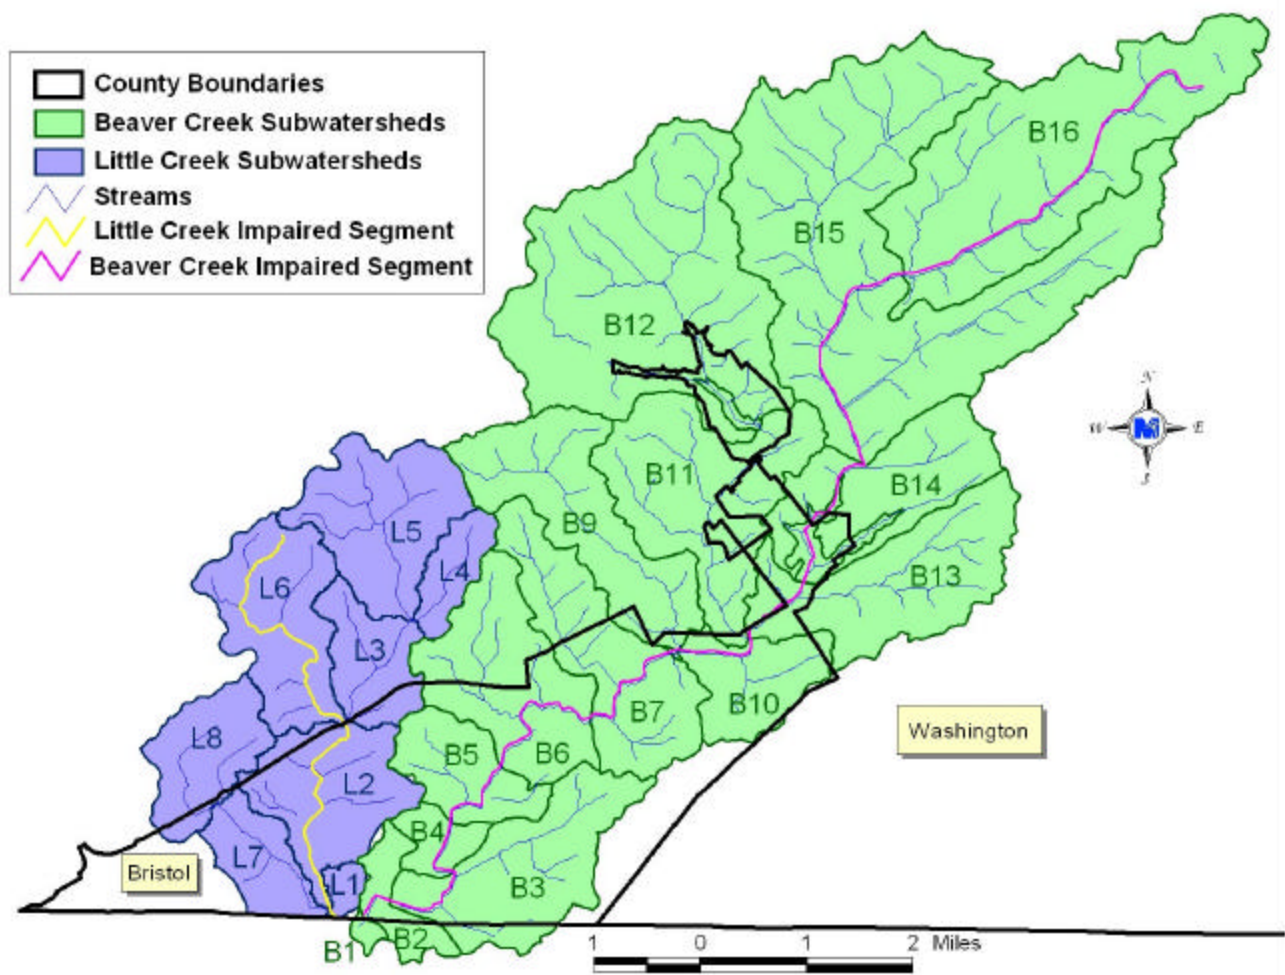 County Boundaries
Beaver Creek Subwatersheds
Little Creek Subwatersheds
Streams
Little Creek Impaired Segment
Beaver Creek Impaired Segment
B16
B15
B12
N
W E
S
B11
B14
B9
L5
L4
L6
B13
L3
B10
B7
L8
B5
B6
L2
Washington
B4
L7
Bristol
L1
B3
B1
B2
1 0 1 2 Miles